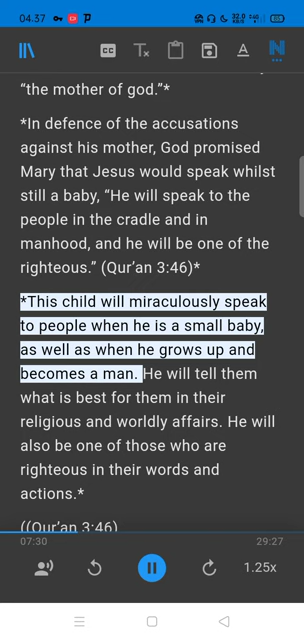 04.37
32.0
KB/s
"the mother of god."*
*In defence of the accusations
against his mother, God promised
Mary that Jesus would speak whilst
still a baby, "He will speak to the
people in the cradle and in
manhood, and he will be one of the
righteous." (Qur'an 3:46)*
*This child will miraculously speak
to people when he is a small baby,
as well as when he grows up and
becomes a man. He will tell them
what is best for them in their
religious and worldly affairs. He will
also be one of those who are
righteous in their words and
actions.*
((Qur'an 3:46)
07:30
29:27
1.25x